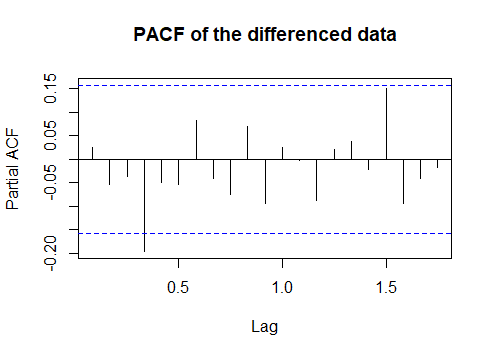 PACF of the differenced data
Partial ACF
0.15
0.05
-0.05
-0.20
0.5 1.0 1.5
Lag